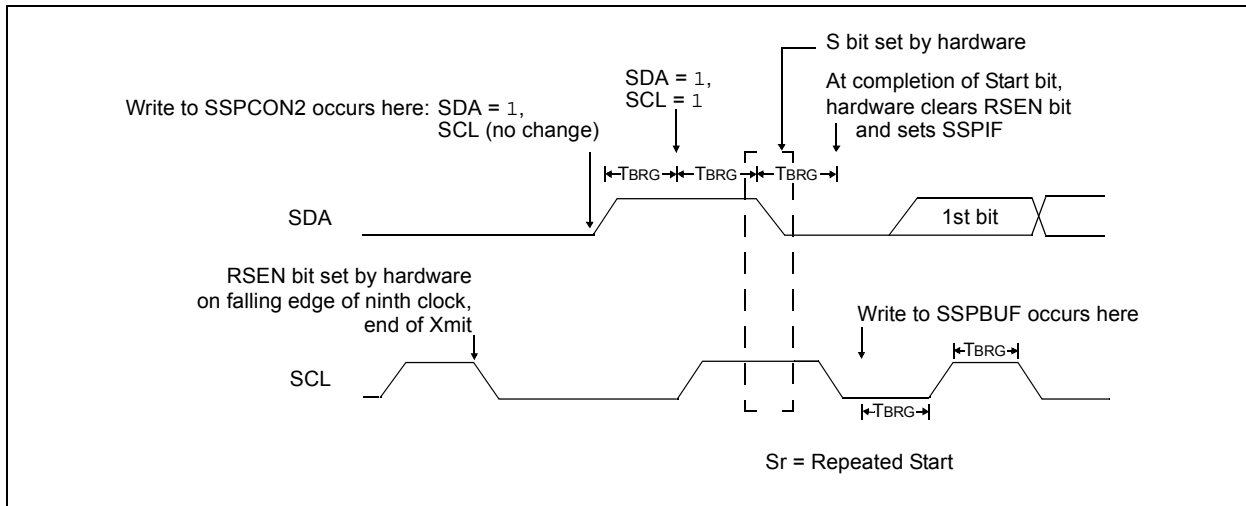 S bit set by hardware
SDA = 1,
SCL = 1
At completion of Start bit,
hardware clears RSEN bit
and sets SSPIF
Write to SSPCON2 occurs here: SDA = 1,
SCL (no change)
TBRG TBRG TBRG
SDA
1st bit
RSEN bit set by hardware
on falling edge of ninth clock,
end of Xmit
Write to SSPBUF occurs here
TBRG
SCL
TBRG
Sr = Repeated Start